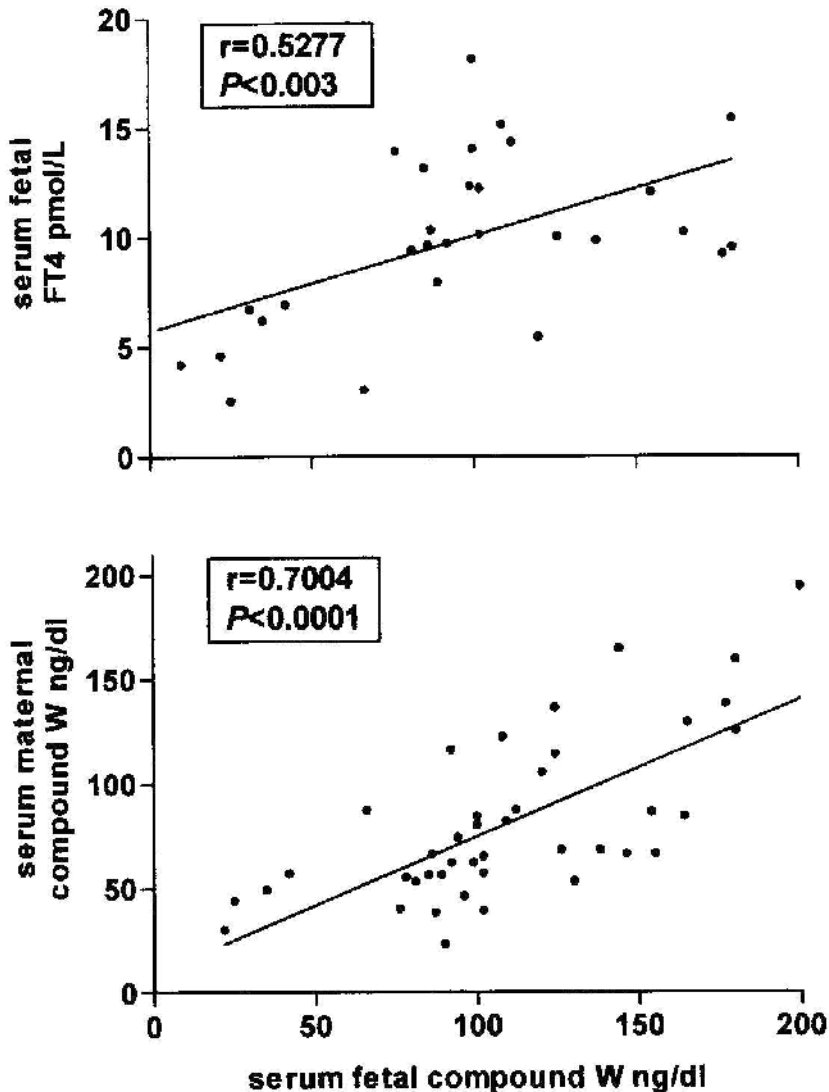 20
15
10
5
0
serum fetal
FT4 pmol/L
r=0.5277
P<0.003
200
150
100
50
0
serum maternal
compound W ng/dl
r=0.7004
P<0.0001
0 50 100 150 200
serum fetal compound W ng/dl